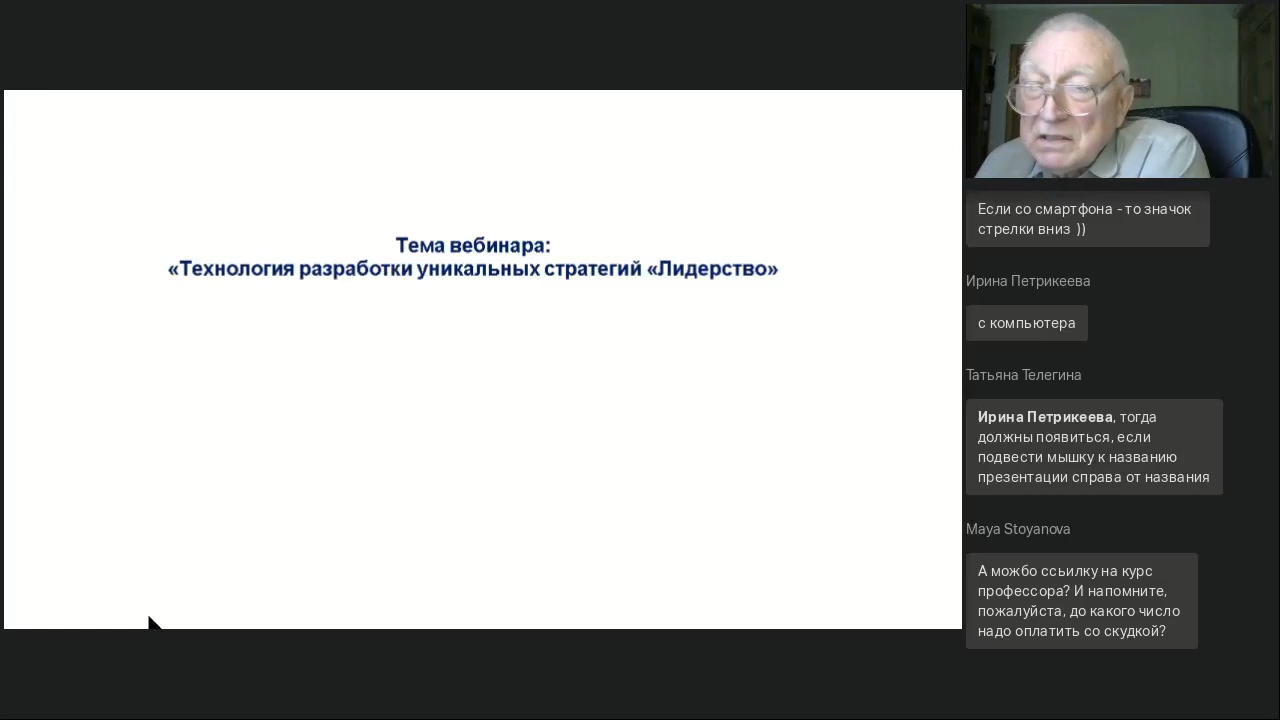 Тема вебинара:
«Технология разработки уникальных стратегий «Лидерство»
Если со смартфона - то значок
стрелки вниз ))
Ирина Петрикеева
с компьютера
Татьяна Телегина
Ирина Петрикеева, тогда
должны появиться, если
подвести мышку к названию
презентации справа от названия
Maya Stoyanova
А можбо ссьилку на курс
профессора? И напомните,
пожалуйста, до какого число
надо оплатить со скудкой?